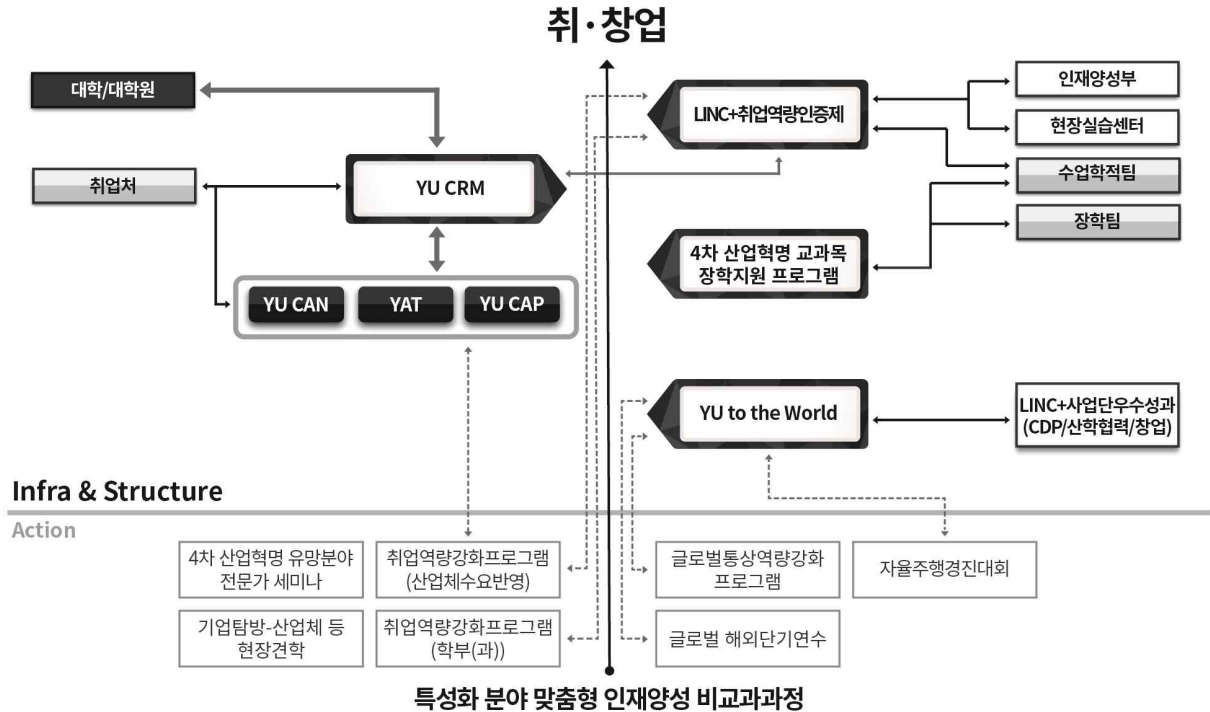 취·창업
대학/대학원
취업처
YU CRM
YU CAN
YAT
YU CAP
LINC+취업역량인증제
4차 산업혁명 교과목
장학지원 프로그램
YU to the World
인재양성부
현장실습센터
수업학적팀
장학팀
LINC+사업단우수성과
(CDP/산학협력/창업)
Infra & Structure
Action
4차 산업혁명 유망분야
전문가 세미나
취업역량강화프로그램
(산업체수요반영)
글로벌통상역량강화
프로그램
자율주행경진대회
기업탐방-산업체 등
현장견학
취업역량강화프로그램
(학부(과))
글로벌 해외단기연수
특성화 분야 맞춤형 인재양성 비교과과정